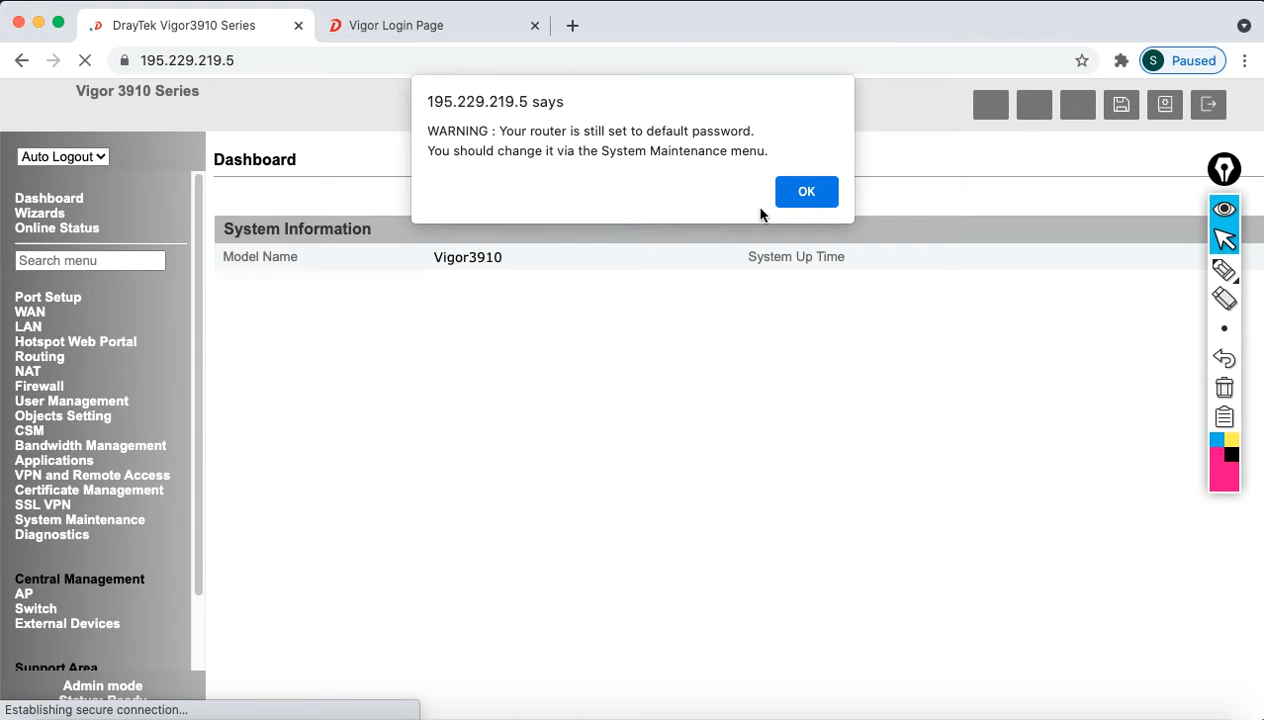 DrayTek Vigor3910 Series
Vigor Login Page
195.229.219.5
S Paused
Vigor 3910 Series
195.229.219.5 says
WARNING : Your router is still set to default password.
You should change it via the System Maintenance menu.
OK
Auto Logout
Dashboard
Dashboard
Wizards
Online Status
Search menu
System Information
Model Name Vigor3910 System Up Time
Port Setup
WAN
LAN
Hotspot Web Portal
Routing
NAT
Firewall
User Management
Objects Setting
CSM
Bandwidth Management
Applications
VPN and Remote Access
Certificate Management
SSL VPN
System Maintenance
Diagnostics
Central Management
AP
Switch
External Devices
Support Area
Admin mode
Status: Ready
Establishing secure connection...